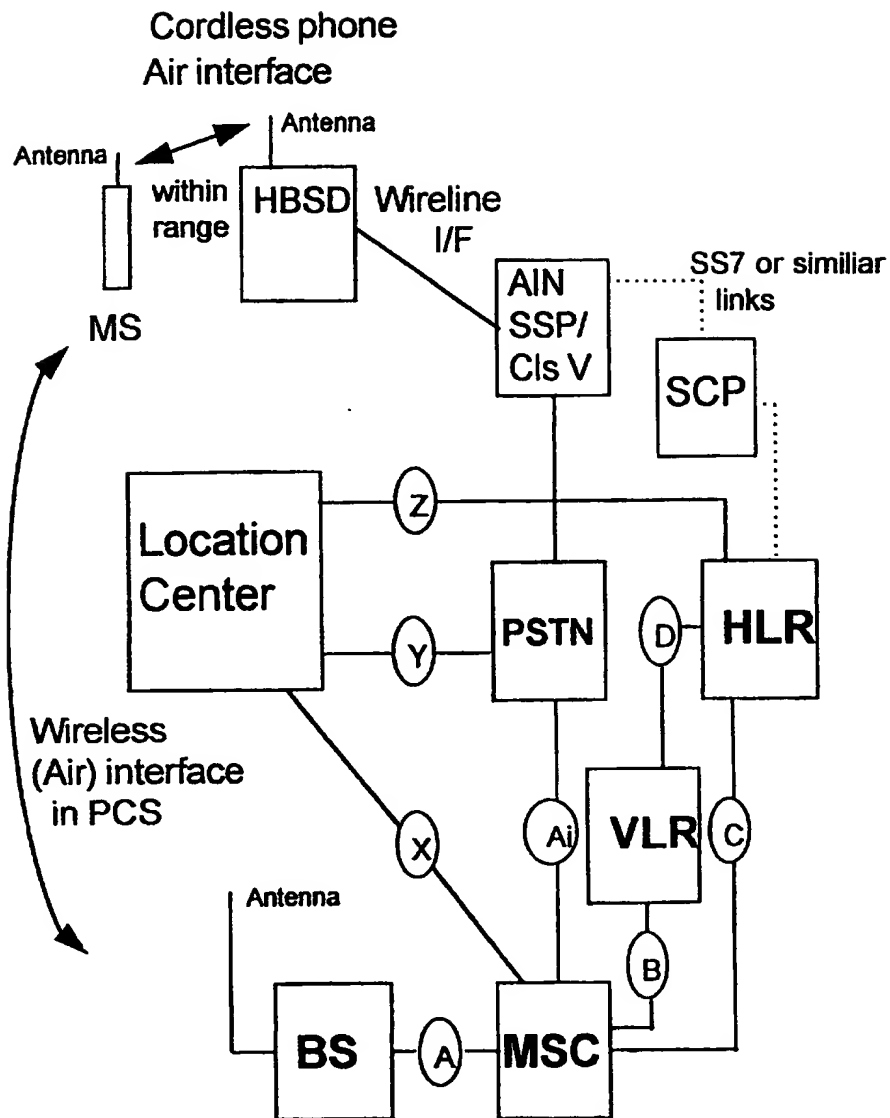 Cordless phone
Air interface
Antenna
Antenna
within
range
HBSD
Wireline
I/F
MS
AIN
SSP/
Cls V
SS7 or similiar
links
SCP
Location
Center
Z
Y
PSTN
D
HLR
Wireless
(Air) interface
in PCS
X
Ai
VLR
C
Antenna
B
BS
A
MSC